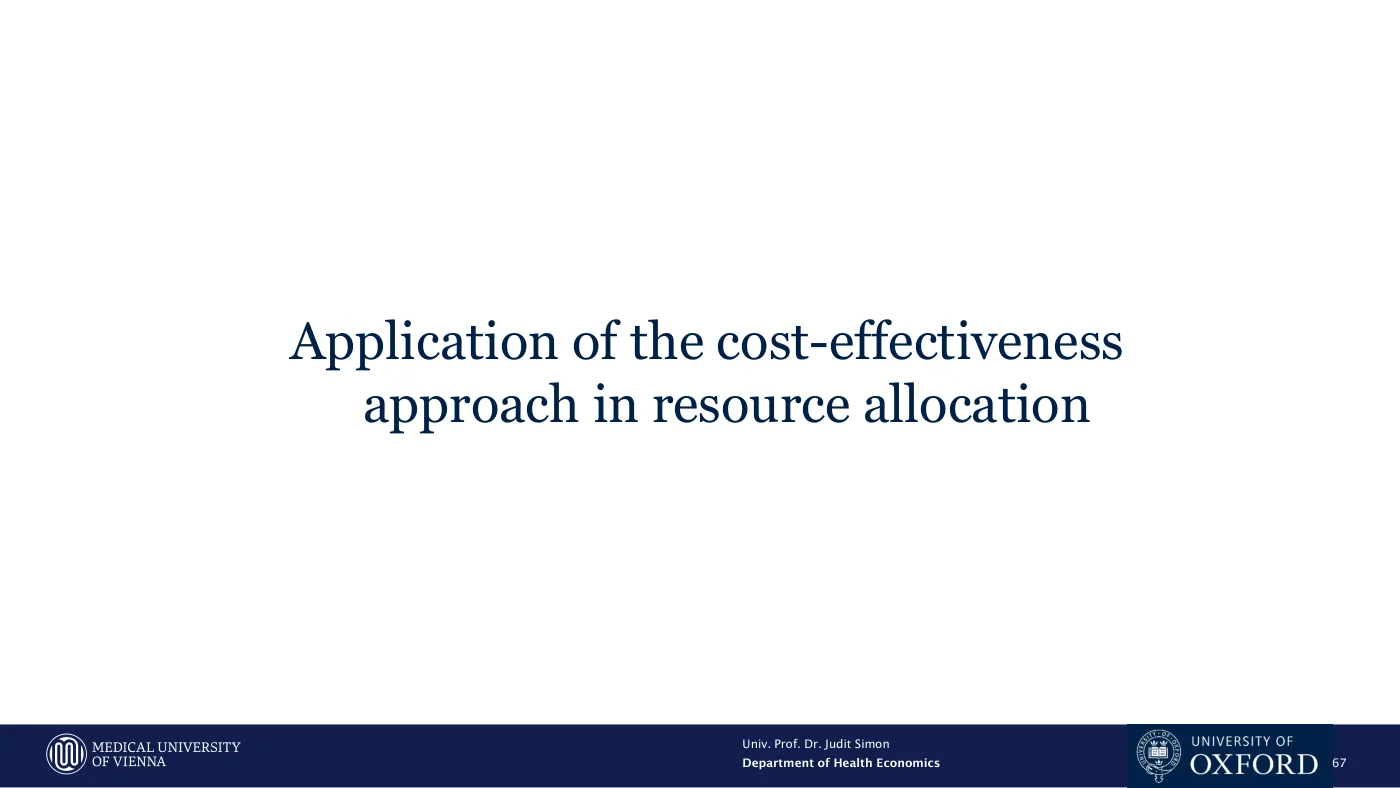 Application of the cost-effectiveness
approach in resource allocation
MEDICAL UNIVERSITY
OF VIENNA
Univ. Prof. Dr. Judit Simon
Department of Health Economics
UNIVERSITY OF
OXFORD
67